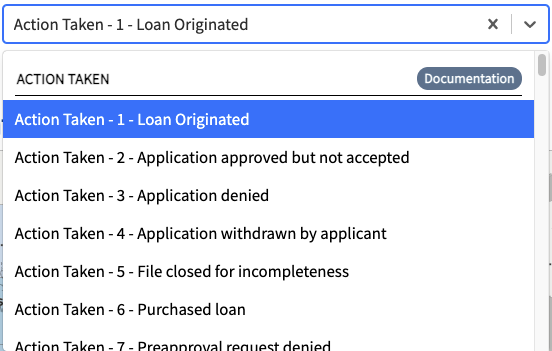 Action Taken - 1 - Loan Originated
ACTION TAKEN
Documentation
Action Taken - 1 - Loan Originated
Action Taken - 2 - Application approved but not accepted
Action Taken - 3 - Application denied
Action Taken - 4 - Application withdrawn by applicant
Action Taken - 5 - File closed for incompleteness
Action Taken - 6 - Purchased loan
Action Taken - 7 - Preapproval request denied